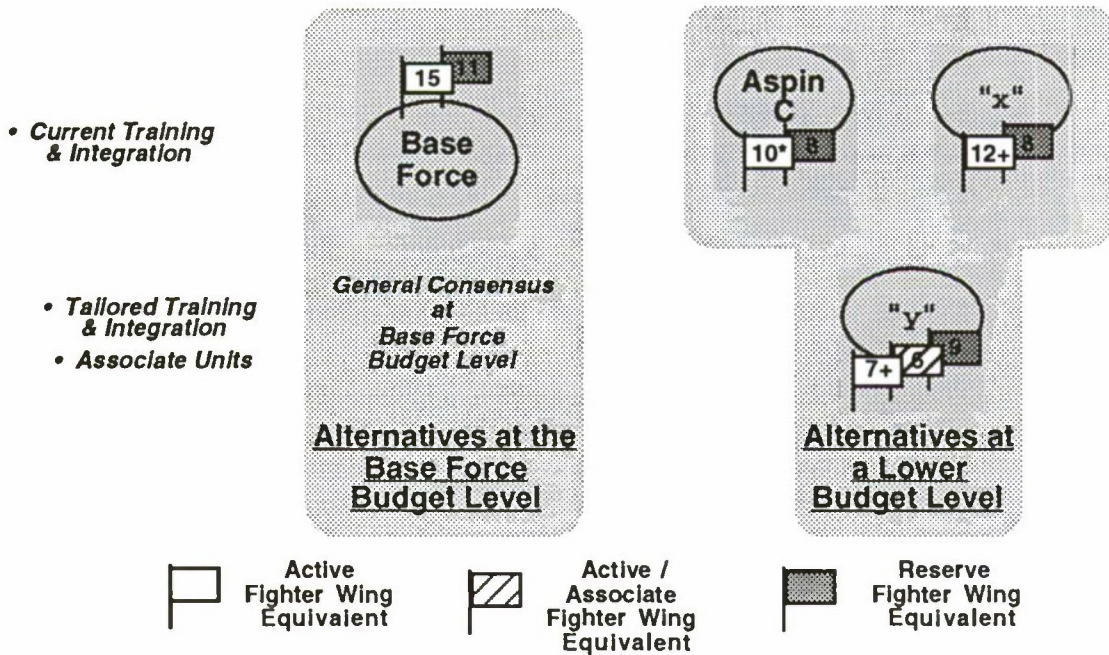 15
11
Base
Force
Aspin
C
10*
8
"x"
12+
8
• Current Training
& Integration
• Tailored Training
& Integration
• Associate Units
General Consensus
at
Base Force
Budget Level
"y"
7+
9
Alternatives at the
Base Force
Budget Level
Alternatives at
a Lower
Budget Level
Active
Fighter Wing
Equivalent
Active /
Associate
Fighter Wing
Equivalent
Reserve
Fighter Wing
Equivalent